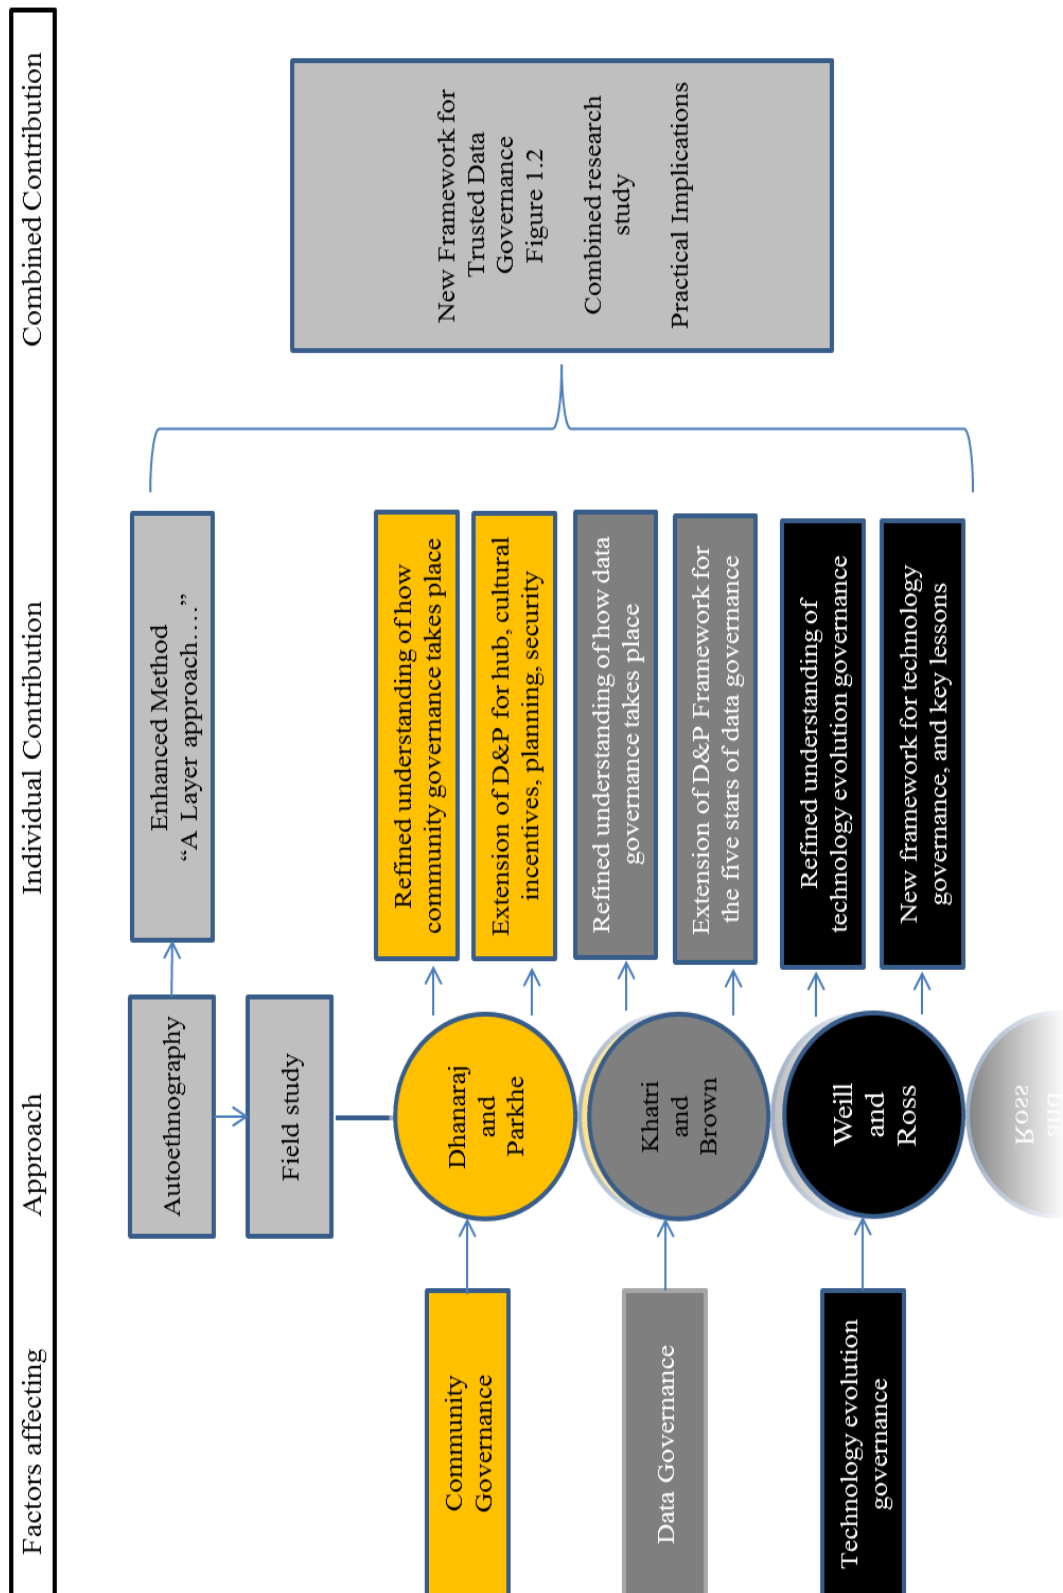 Factors affecting
Approach
Individual Contribution
Combined Contribution
Autoethnography
Enhanced Method
“A Layer approach….”
Field study
Community
Governance
Dhanaraj
and
Parkhe
Refined understanding of how
community governance takes place
Extension of D&P for hub, cultural
incentives, planning, security
Data Governance
Khatri
and
Brown
Refined understanding of how data
governance takes place
Extension of D&P Framework for
the five stars of data governance
Technology evolution
governance
Weill
and
Ross
Refined understanding of
technology evolution governance
New framework for technology
governance, and key lessons
Ross
and
New Framework for
Trusted Data
Governance
Figure 1.2
Combined research
study
Practical Implications